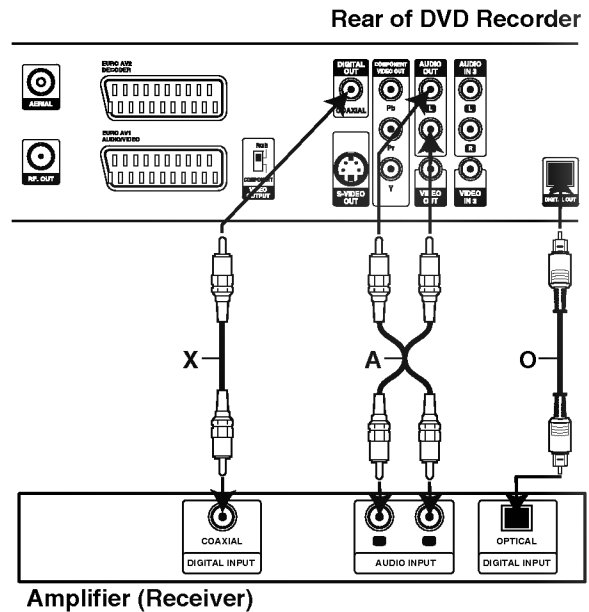 Rear of DVD Recorder
EURO AV2
DECODER
DIGITAL
OUT
COMPONENT
VIDEO OUT
AUDIO
OUT
AUDIO
IN 3
AERIAL
COAXIAL
Pb
L
L
EURO AV1
AUDIO/VIDEO
RGB
Pr
R
RF. OUT
COMPONENT
VIDEO
OUTPUT
S-VIDEO
OUT
Y
VIDEO
OUT
VIDEO
IN 3
DIGITAL OUT
X
A
O
COAXIAL
OPTICAL
DIGITAL INPUT
AUDIO INPUT
DIGITAL INPUT
Amplifier (Receiver)